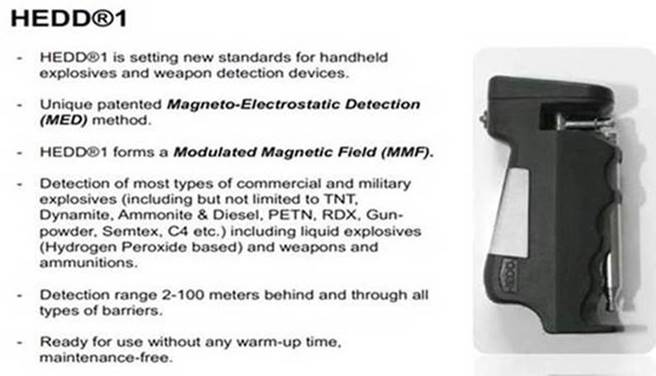 HEDD®1
- HEDD®1 is setting new standards for handheld
explosives and weapon detection devices.
- Unique patented Magneto-Electrostatic Detection
(MED) method.
- HEDD®1 forms a Modulated Magnetic Field (MMF).
- Detection of most types of commercial and military
explosives (including but not limited to TNT,
Dynamite, Ammonite & Diesel, PETN, RDX, Gun-
powder, Semtex, C4 etc.) including liquid explosives
(Hydrogen Peroxide based) and weapons and
ammunitions.
- Detection range 2-100 meters behind and through all
types of barriers.
- Ready for use without any warm-up time,
maintenance-free.
HEDD